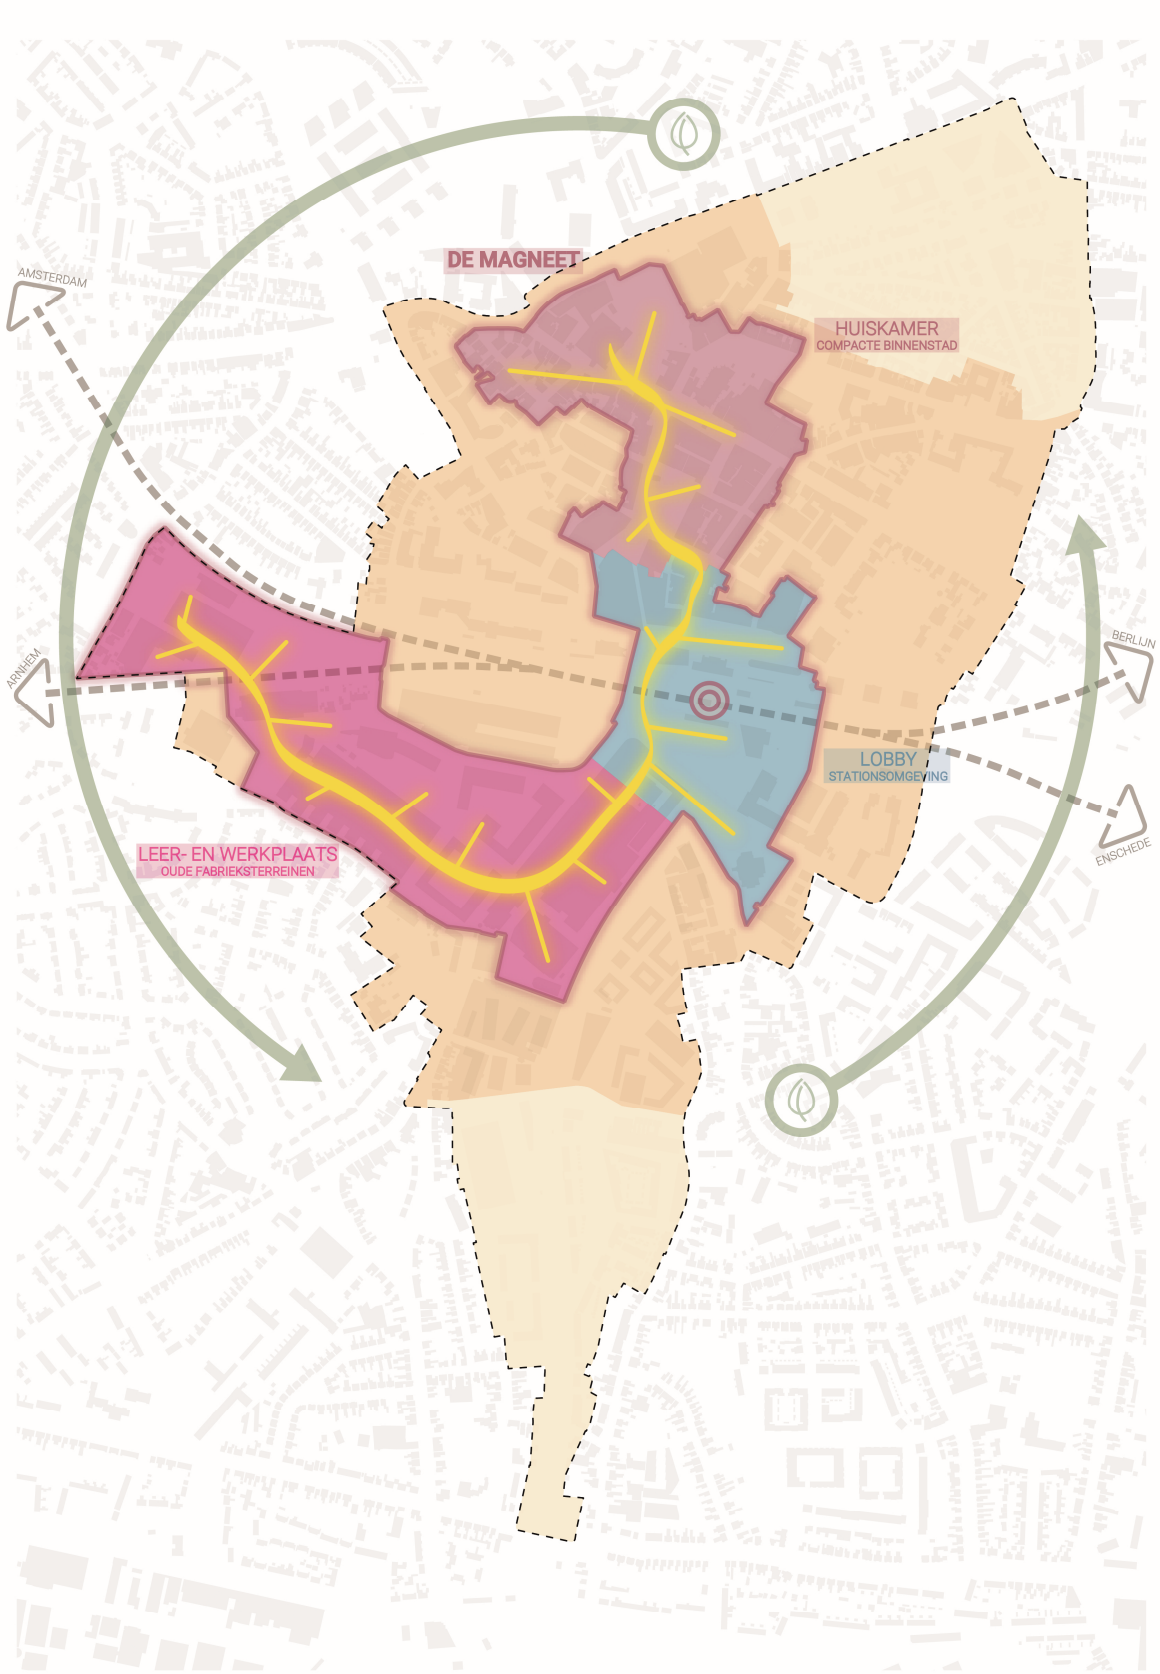 DE MAGNEET
AMSTERDAM
HUISKAMER
COMPACTE BINNENSTAD
BERLIJN
ARNHEM
LOBBY
STATIONSOMGEVING
ENSCHEDE
LEER- EN WERKPLAATS
OUDE FABRIEKSTERREINEN